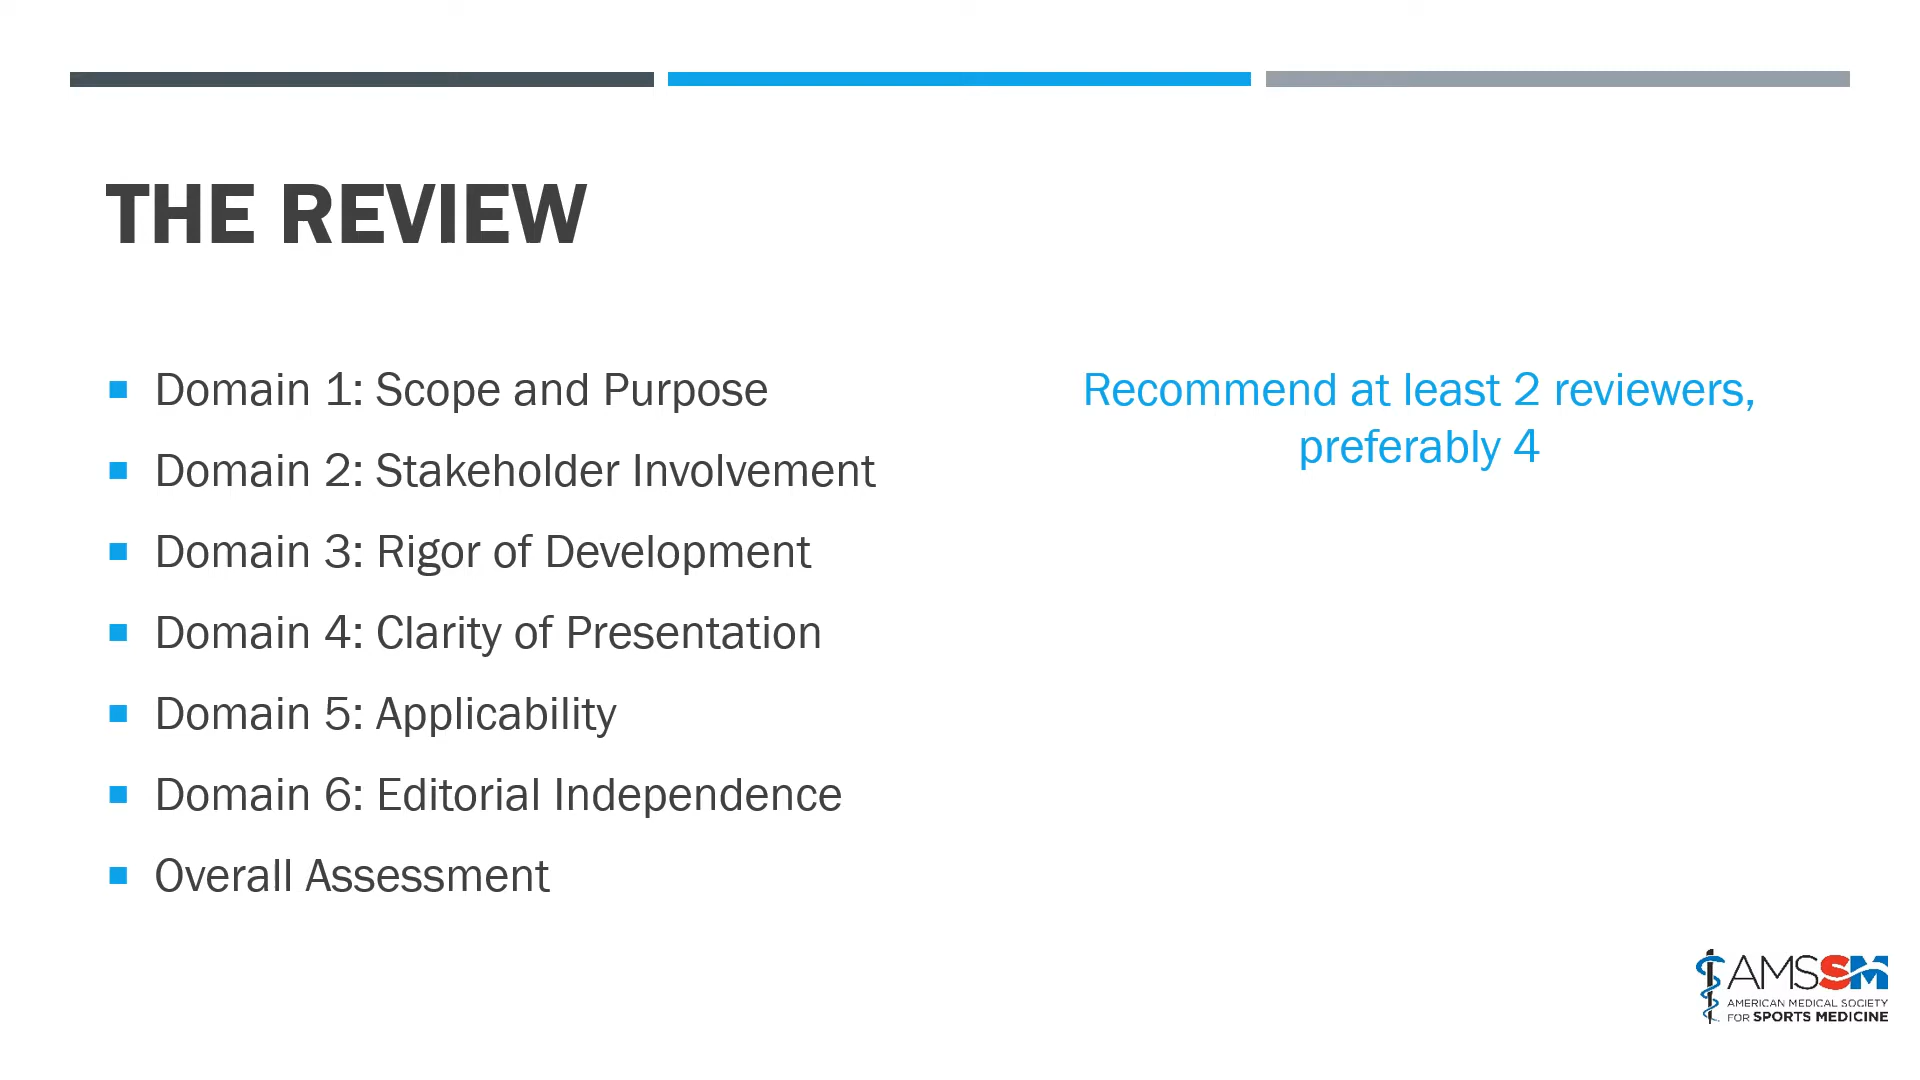 THE REVIEW
Domain 1: Scope and Purpose
Domain 2: Stakeholder Involvement
Domain 3: Rigor of Development
Domain 4: Clarity of Presentation
Domain 5: Applicability
Domain 6: Editorial Independence
Overall Assessment
Recommend at least 2 reviewers,
preferably 4
AMSSM
AMERICAN MEDICAL SOCIETY
FOR SPORTS MEDICINE